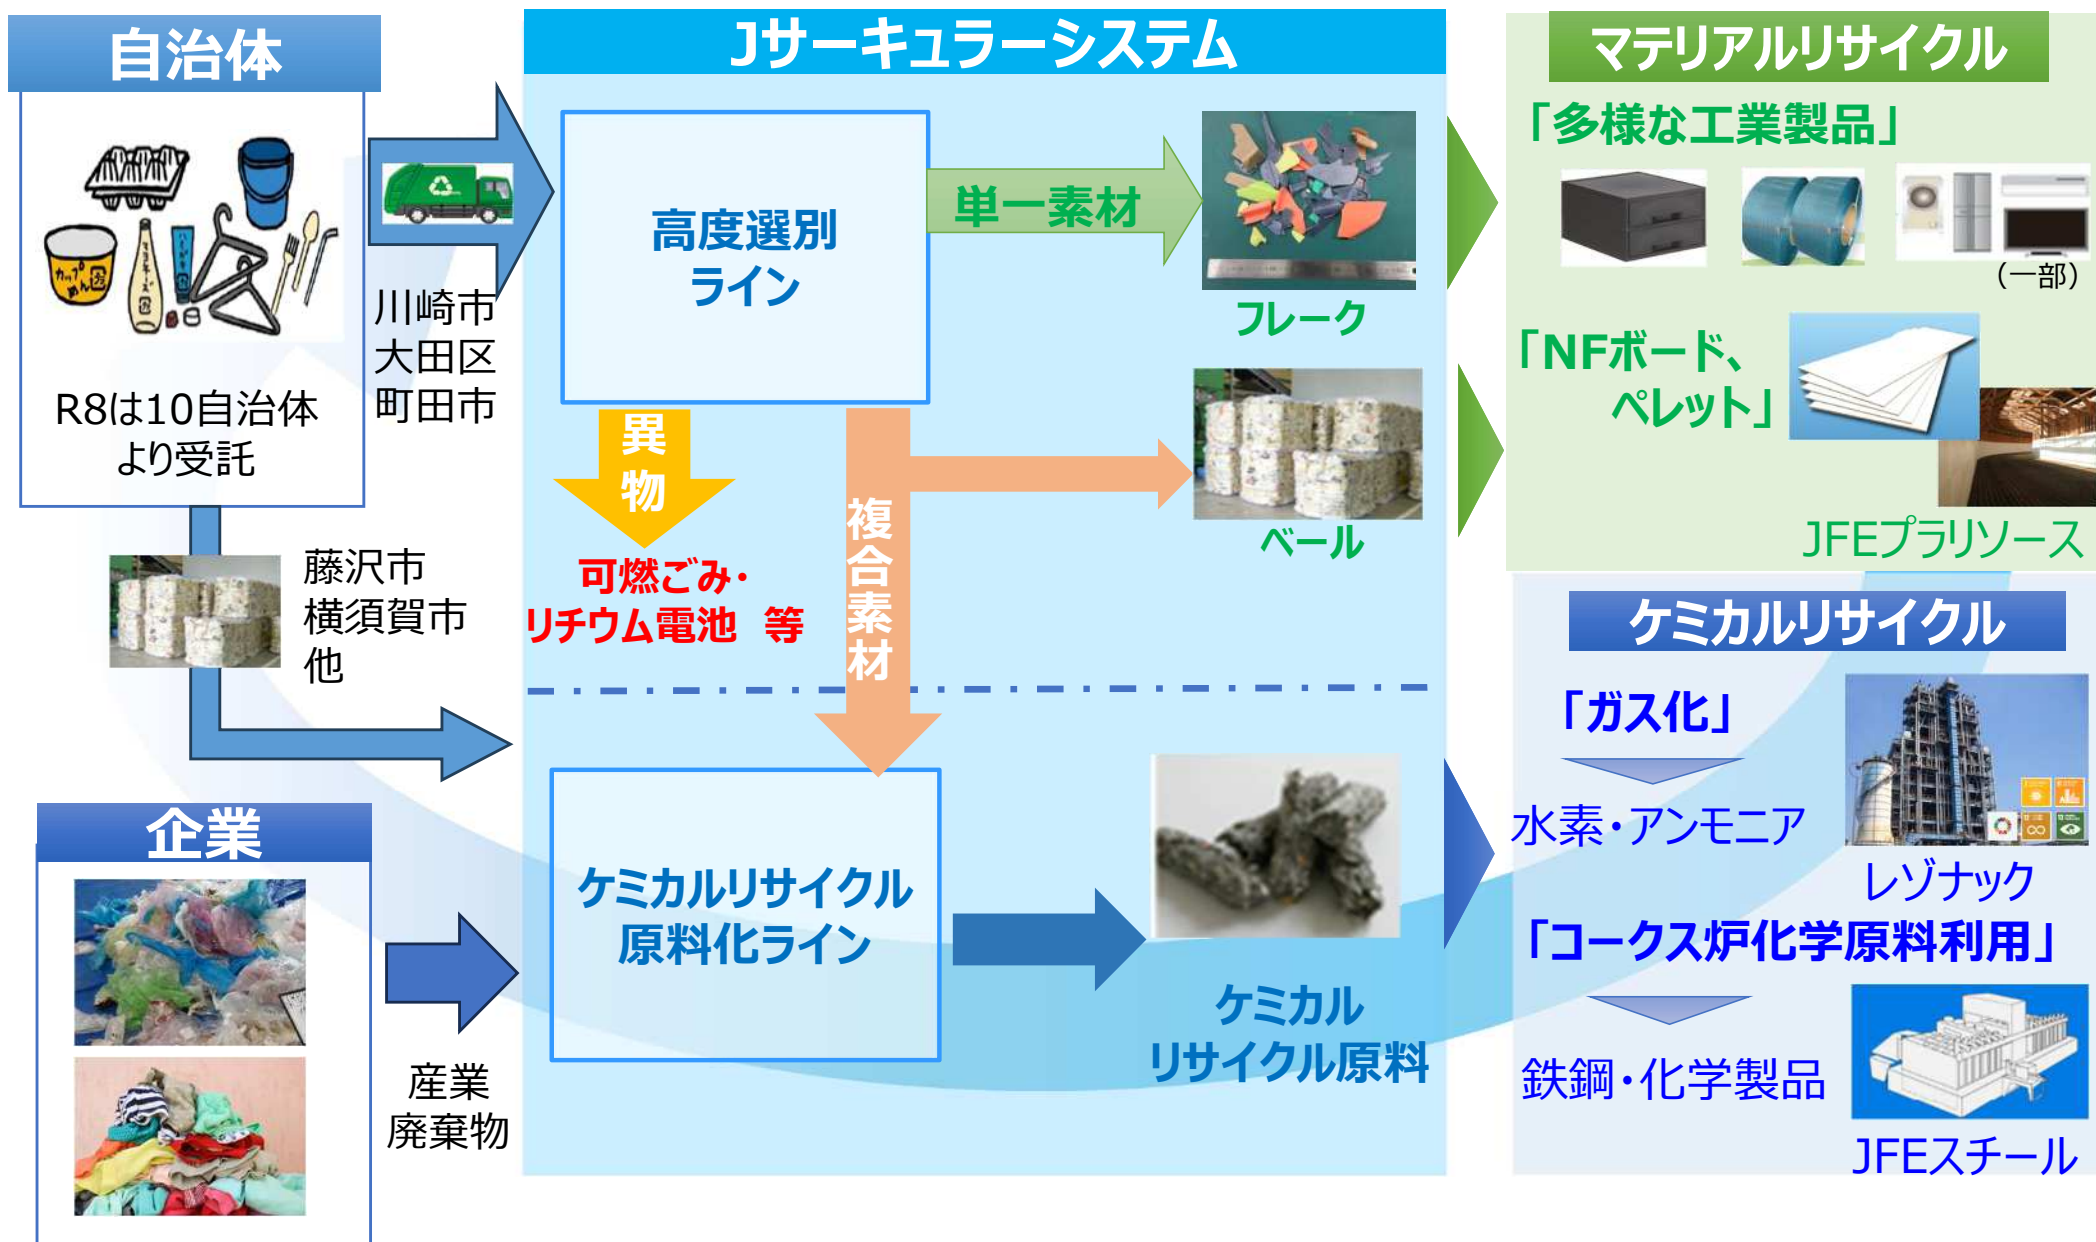 自治体
R8は10自治体
より受託
川崎市
大田区
町田市
藤沢市
横須賀市
他
企業
産業
廃棄物
Jサーキュラーシステム
高度選別
ライン
単一素材
フレーク
異物
可燃ごみ・
リチウム電池 等
複合素材
ベール
ケミカルリサイクル
原料化ライン
ケミカル
リサイクル原料
マテリアルリサイクル
「多様な工業製品」
(一部)
「NFボード、
ペレット」
JFEプラリソース
ケミカルリサイクル
「ガス化」
水素・アンモニア
レゾナック
「コークス炉化学原料利用」
鉄鋼・化学製品
JFEスチール